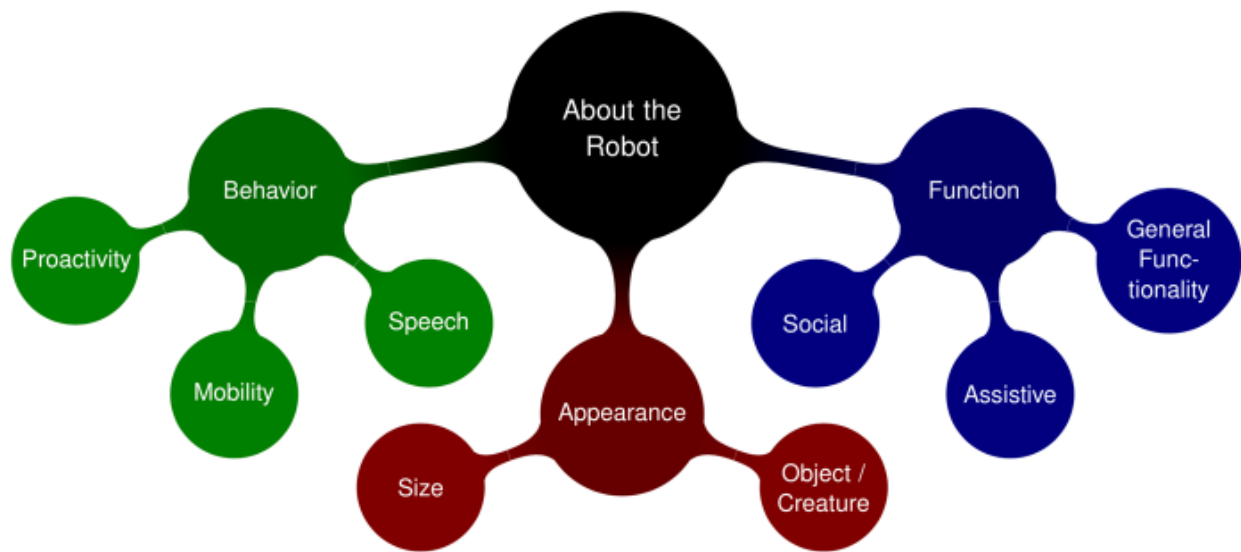 About the
Robot
Behavior
Function
Proactivity
General
Func-
tionality
Speech
Social
Mobility
Assistive
Appearance
Size
Object /
Creature